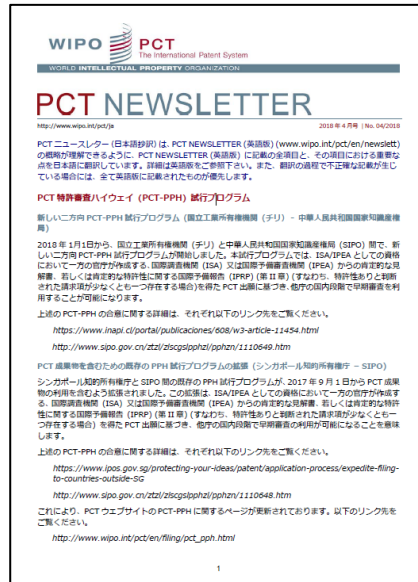 WIPO PCT
The International Patent System
WORLD INTELLECTUAL PROPERTY ORGANIZATION
PCT NEWSLETTER
http://www.wipo.int/pct/ja 2018 年 4 月号 | No. 04/2018
PCT ニュースレター (日本語抄訳) は、PCT NEWSLETTER (英語版) (www.wipo.int/pct/en/newslett)
の概略が理解できるように、PCT NEWSLETTER (英語版) に記載の全項目と、その項目における重要な
点を日本語に翻訳しています。詳細は英語版をご参照下さい。また、翻訳の過程で不正確な記載が生じ
ている場合には、全て英語版に記載されたものが優先します。
PCT 特許審査ハイウェイ (PCT-PPH) 試行プログラム
新しい二方向 PCT-PPH 試行プログラム (国立工業所有権機関 (チリ) - 中華人民共和国国家知識産権
局)
2018 年 1月1日から、国立工業所有権機関 (チリ) と中華人民共和国国家知識産権局 (SIPO) 間で、新
しい二方向 PCT-PPH 試行プログラムが開始しました。本試行プログラムでは、ISA/IPEA としての資格
において一方の官庁が作成する、国際調査機関 (ISA) 又は国際予備審査機関 (IPEA) からの肯定的な見
解書、若しくは肯定的な特許性に関する国際予備報告 (IPRP) (第 II 章) (すなわち、特許性ありと判断さ
れた請求項が少なくとも一つ存在する場合) を得た PCT 出願に基づき、他庁の国内段階で早期審査を利
用することが可能になります。
上述の PCT-PPH の合意に関する詳細は、それぞれ以下のリンク先をご覧ください。
https://www.inapi.cl/portal/publicaciones/608/w3-article-11454.html
http://www.sipo.gov.cn/ztzl/zlscgslpphzl/pphzn/1110649.htm
PCT 成果物を含むための既存の PPH 試行プログラムの拡張 (シンガポール知的所有権庁 – SIPO)
シンガポール知的所有権庁と SIPO 間の既存の PPH 試行プログラムが、2017 年 9 月 1 日から PCT 成果
物の利用を含むよう拡張されました。この拡張は、ISA/IPEA としての資格において一方の官庁が作成す
る、国際調査機関 (ISA) 又は国際予備審査機関 (IPEA) からの肯定的な見解書、若しくは肯定的な特許
性に関する国際予備報告 (IPRP) (第 II 章) (すなわち、特許性ありと判断された請求項が少なくとも一
つ存在する場合) を得た PCT 出願に基づき、他庁の国内段階で早期審査の利用が可能になることを意味
します。
上述の PCT-PPH の合意に関する詳細は、それぞれ以下のリンク先をご覧ください。
https://www.ipos.gov.sg/protecting-your-ideas/patent/application-process/expedite-filing-
to-countries-outside-SG
http://www.sipo.gov.cn/ztzl/zlscgslpphzl/pphzn/1110648.htm
これにより、PCT ウェブサイトの PCT-PPH に関するページが更新されております。以下のリンク先を
ご覧ください。
http://www.wipo.int/pct/en/filing/pct_pph.html
1